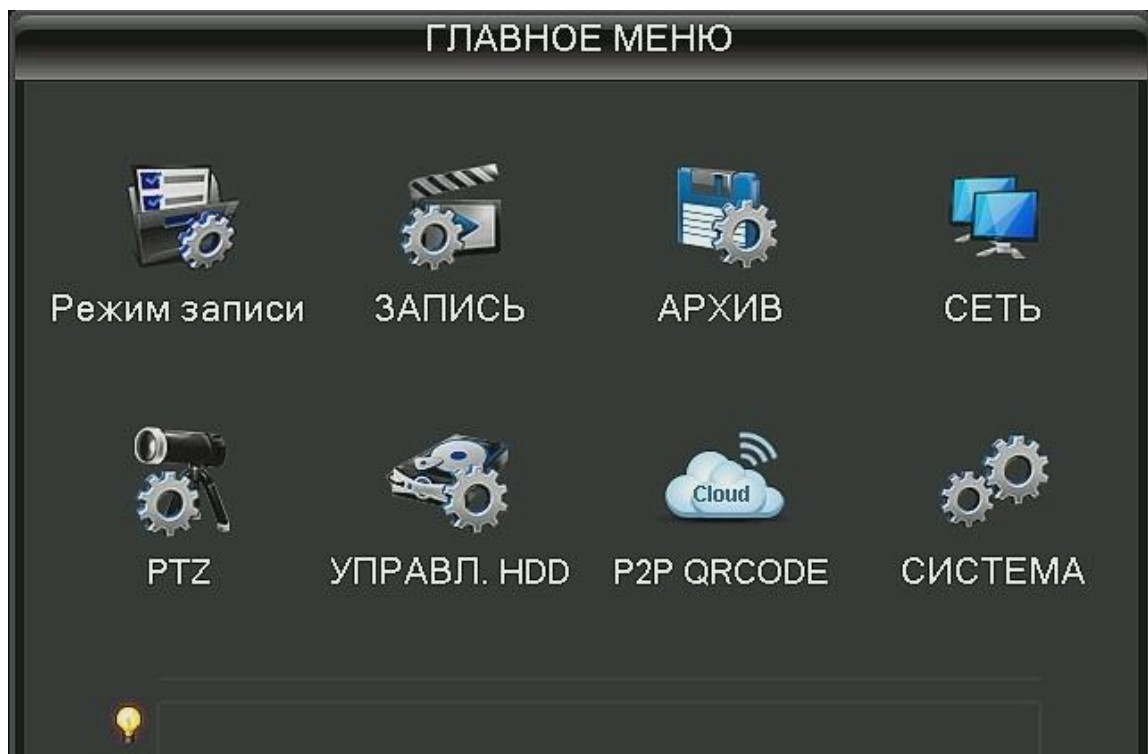 ГЛАВНОЕ МЕНЮ
Режим записи ЗАПИСЬ АРХИВ СЕТЬ
Cloud
PTZ УПРАВЛ. HDD P2P QRCODE СИСТЕМА